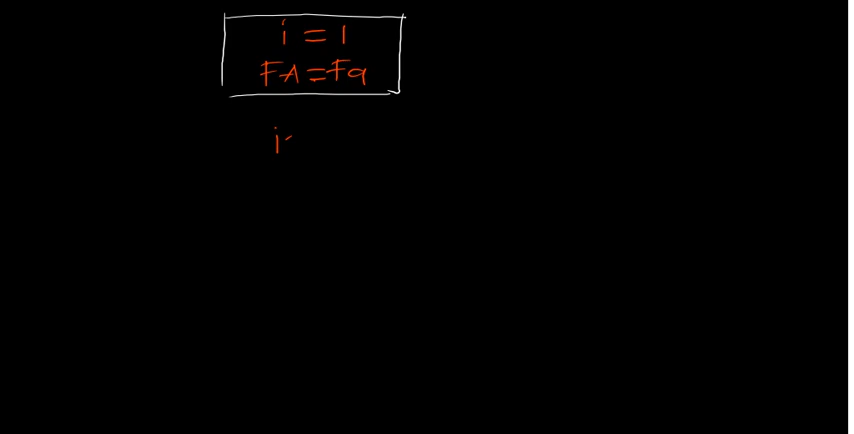 i = 1
FA=Fa
i-